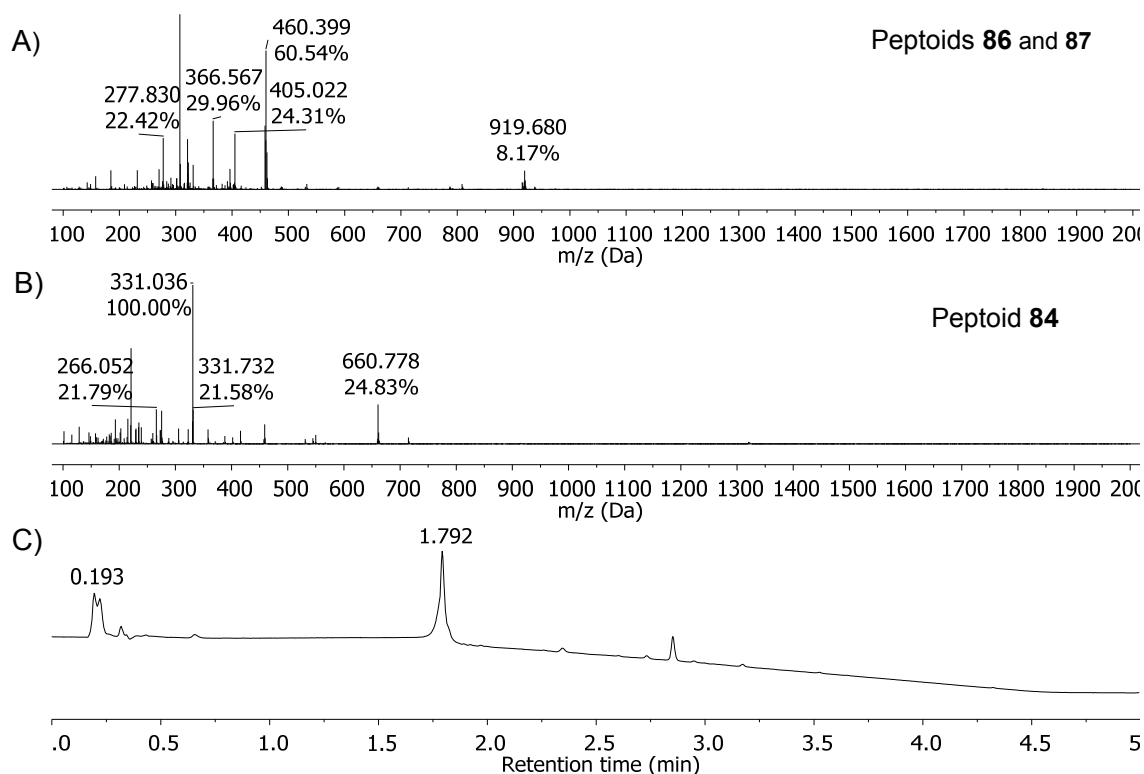 A)
Peptoids 86 and 87
460.399
60.54%
366.567
29.96%
405.022
24.31%
277.830
22.42%
919.680
8.17%
100 200 300 400 500 600 700 800 900 1000 1100 1200 1300 1400 1500 1600 1700 1800 1900 200
m/z (Da)
B)
Peptoid 84
331.036
100.00%
266.052
21.79%
331.732
21.58%
660.778
24.83%
100 200 300 400 500 600 700 800 900 1000 1100 1200 1300 1400 1500 1600 1700 1800 1900 200
m/z (Da)
C)
1.792
0.193
.0 0.5 1.0 1.5 2.0 2.5 3.0 3.5 4.0 4.5 5
Retention time (min)